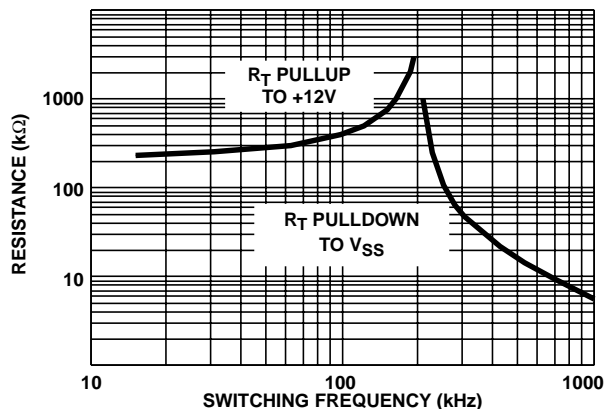 RESISTANCE (kΩ)
1000
100
10
R_T PULLUP
TO +12V
R_T PULLDOWN
TO V_SS
10
100
1000
SWITCHING FREQUENCY (kHz)